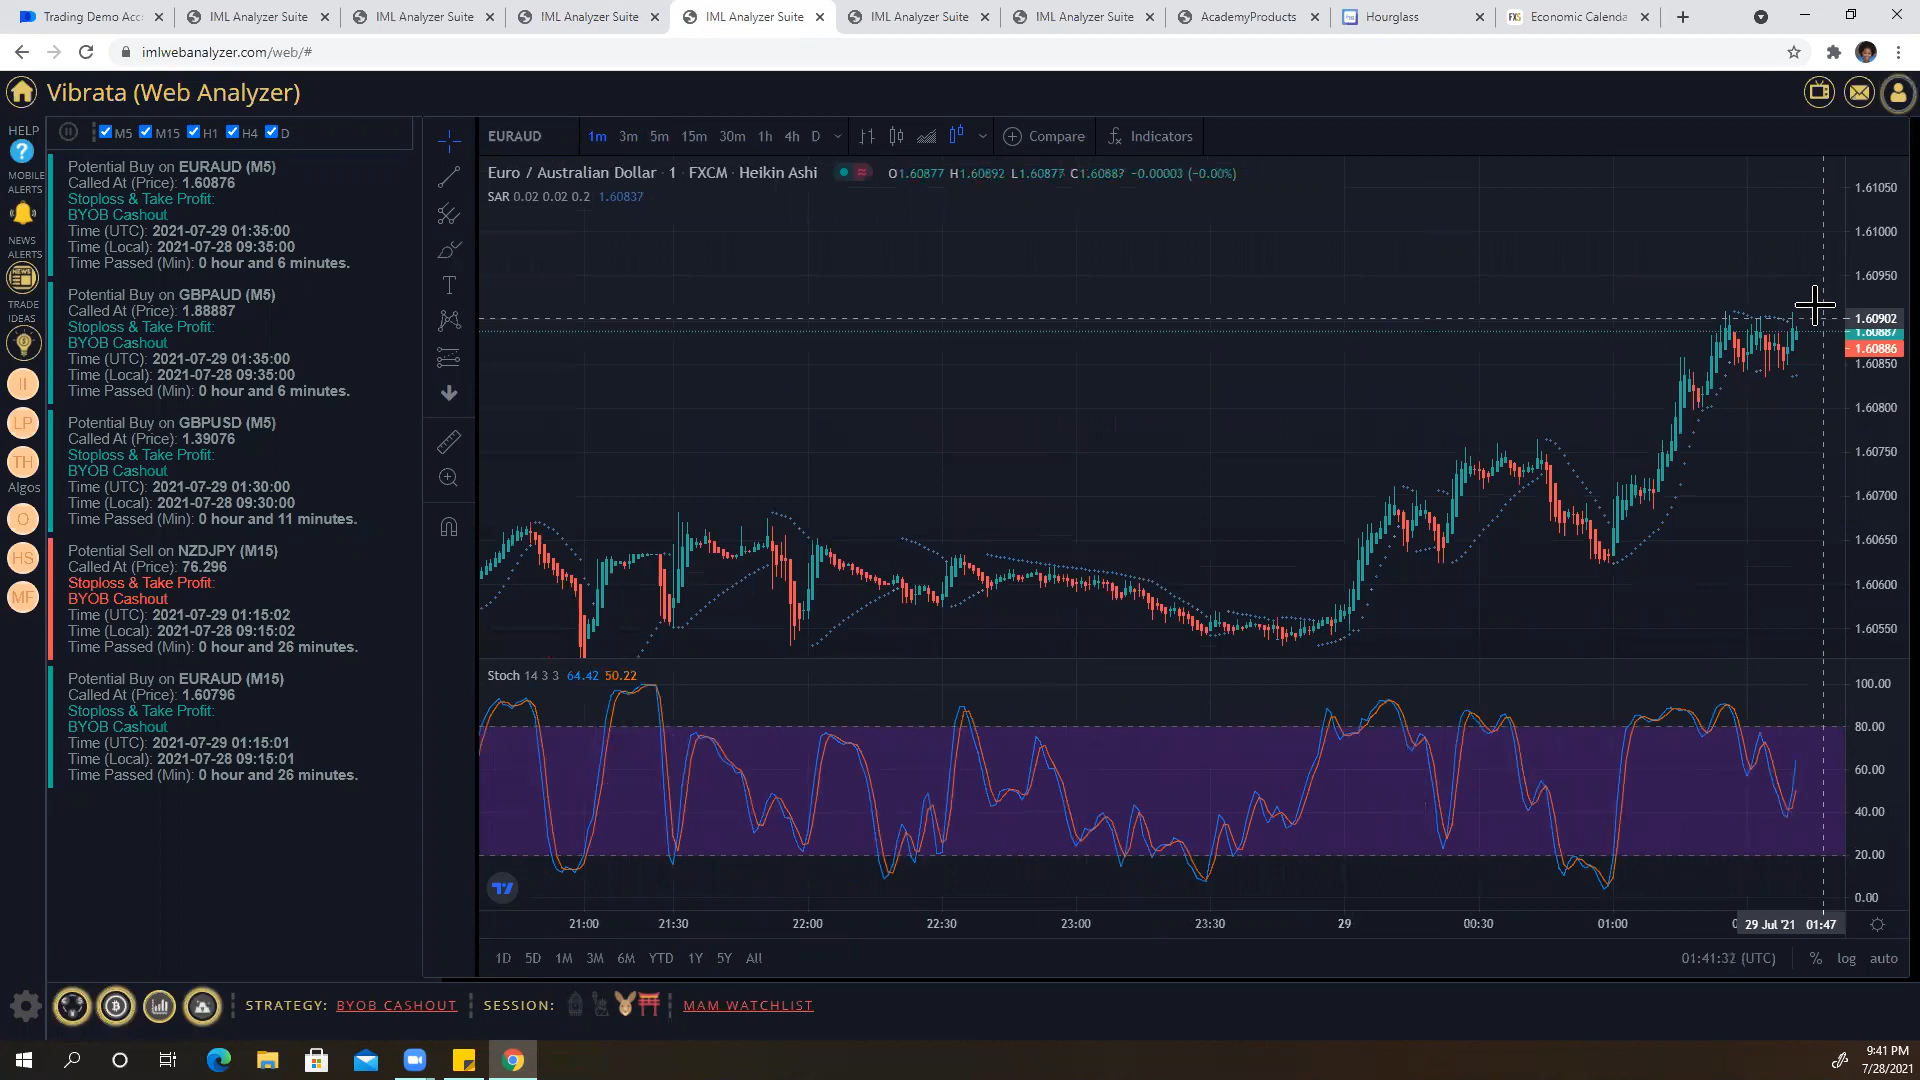 Trading Demo Acc
IML Analyzer Suite
IML Analyzer Suite
IML Analyzer Suite
IML Analyzer Suite
IML Analyzer Suite
IML Analyzer Suite
AcademyProducts
Hourglass
FXS
Economic Calenda
imlwebanalyzer.com/web/#
Vibrata (Web Analyzer)
HELP
?
MOBILE
ALERTS
NEWS
ALERTS
NEWS
TRADE
IDEAS
II
LP
TH
Algos
O
HS
MF
M5 M15 H1 H4 D
Potential Buy on EURAUD (M5)
Called At (Price): 1.60876
Stoploss & Take Profit:
BYOB Cashout
Time (UTC): 2021-07-29 01:35:00
Time (Local): 2021-07-28 09:35:00
Time Passed (Min): 0 hour and 6 minutes.
Potential Buy on GBPAUD (M5)
Called At (Price): 1.88887
Stoploss & Take Profit:
BYOB Cashout
Time (UTC): 2021-07-29 01:35:00
Time (Local): 2021-07-28 09:35:00
Time Passed (Min): 0 hour and 6 minutes.
Potential Buy on GBPUSD (M5)
Called At (Price): 1.39076
Stoploss & Take Profit:
BYOB Cashout
Time (UTC): 2021-07-29 01:30:00
Time (Local): 2021-07-28 09:30:00
Time Passed (Min): 0 hour and 11 minutes.
Potential Sell on NZDJPY (M15)
Called At (Price): 76.296
Stoploss & Take Profit:
BYOB Cashout
Time (UTC): 2021-07-29 01:15:02
Time (Local): 2021-07-28 09:15:02
Time Passed (Min): 0 hour and 26 minutes.
Potential Buy on EURAUD (M15)
Called At (Price): 1.60796
Stoploss & Take Profit:
BYOB Cashout
Time (UTC): 2021-07-29 01:15:01
Time (Local): 2021-07-28 09:15:01
Time Passed (Min): 0 hour and 26 minutes.
EURAUD 1m 3m 5m 15m 30m 1h 4h D Compare Indicators
Euro / Australian Dollar · 1 · FXCM · Heikin Ashi O1.60877 H1.60892 L1.60877 C1.60887 -0.00003 (-0.00%)
SAR 0.02 0.02 0.2 1.60837
1.61050
1.61000
1.60950
1.60902
1.60887
1.60886
1.60850
1.60800
1.60750
1.60700
1.60650
1.60600
1.60550
Stoch 14 3 3 64.42 50.22
100.00
80.00
60.00
40.00
20.00
0.00
21:00 21:30 22:00 22:30 23:00 23:30 29 00:30 01:00 29 Jul '21 01:47
1D 5D 1M 3M 6M YTD 1Y 5Y All 01:41:32 (UTC) % log auto
STRATEGY: BYOB CASHOUT SESSION: MAM WATCHLIST
9:41 PM
7/28/2021